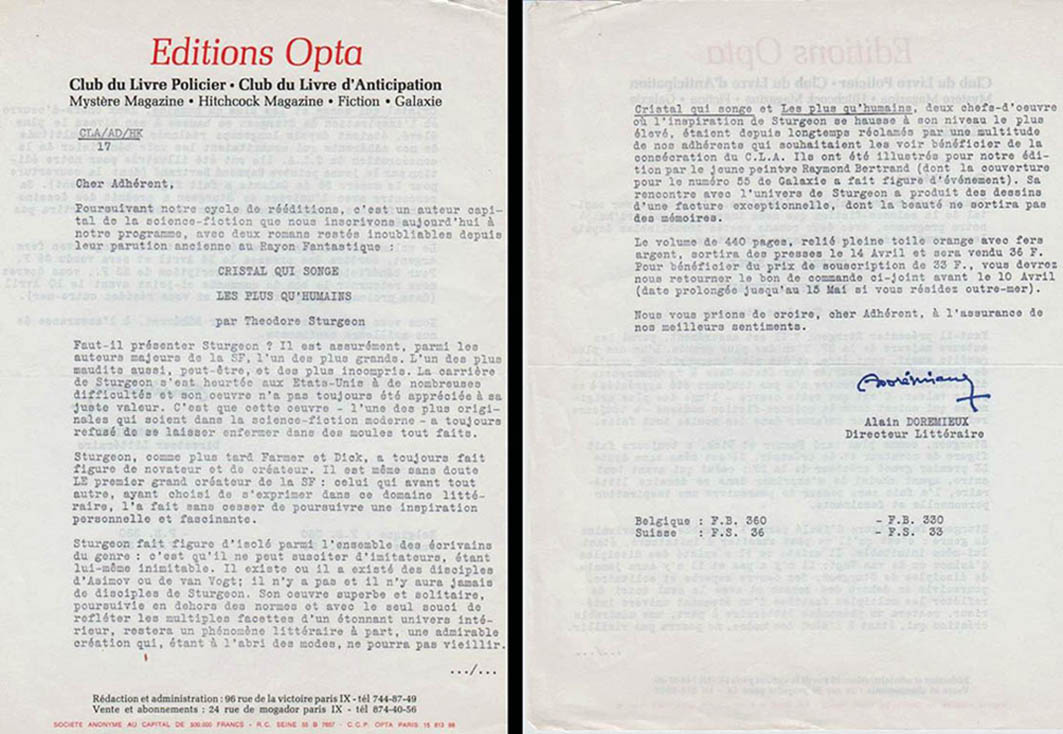 Editions Opta
Club du Livre Policier • Club du Livre d'Anticipation
Mystère Magazine • Hitchcock Magazine • Fiction • Galaxie
CLA/AD/HK
17
Cher Adhérent,
Poursuivant notre cycle de rééditions, c'est un auteur capi-
tal de la science-fiction que nous inscrivons aujourd'hui à
notre programme, avec deux romans restés inoubliables depuis
leur parution ancienne au Rayon Fantastique :
CRISTAL QUI SONGE
LES PLUS QU'HUMAINS
par Theodore Sturgeon
Faut-il présenter Sturgeon ? Il est assurément, parmi les
auteurs majeurs de la SF, l'un des plus grands. L'un des plus
maudits aussi, peut-être, et des plus incompris. La carrière
de Sturgeon s'est heurtée aux Etats-Unis à de nombreuses
difficultés et son oeuvre n'a pas toujours été appréciée à sa
juste valeur. C'est que cette oeuvre - l'une des plus origi-
nales qui soient dans la science-fiction moderne - a toujours
refusé de se laisser enfermer dans des moules tout faits.
Sturgeon, comme plus tard Farmer et Dick, a toujours fait
figure de novateur et de créateur. Il est même sans doute
LE premier grand créateur de la SF : celui qui avant tout
autre, ayant choisi de s'exprimer dans ce domaine litté-
raire, l'a fait sans cesser de poursuivre une inspiration
personnelle et fascinante.
Sturgeon fait figure d'isolé parmi l'ensemble des écrivains
du genre : c'est qu'il ne peut susciter d'imitateurs, étant
lui-même inimitable. Il existe ou il a existé des disciples
d'Asimov ou de van Vogt; il n'y a pas et il n'y aura jamais
de disciples de Sturgeon. Son oeuvre superbe et solitaire,
poursuivie en dehors des normes et avec le seul souci de
refléter les multiples facettes d'un étonnant univers inté-
rieur, restera un phénomène littéraire à part, une admirable
création qui, étant à l'abri des modes, ne pourra pas vieillir.
.../...
Rédaction et administration : 96 rue de la victoire paris IX - tél 744-87-49
Vente et abonnements : 24 rue de mogador paris IX - tél 874-40-56
SOCIETE ANONYME AU CAPITAL DE 500.000 FRANCS - R.C. SEINE 55 B 7657 - C.C.P. OPTA PARIS 15 813 98
Cristal qui songe et Les plus qu'humains, deux chefs-d'oeuvre
où l'inspiration de Sturgeon se hausse à son niveau le plus
élevé, étaient depuis longtemps réclamés par une multitude
de nos adhérents qui souhaitaient les voir bénéficier de la
consécration du C.L.A. Ils ont été illustrés pour notre édi-
tion par le jeune peintre Raymond Bertrand (dont la couverture
pour le numéro 55 de Galaxie a fait figure d'événement). Sa
rencontre avec l'univers de Sturgeon a produit des dessins
d'une facture exceptionnelle, dont la beauté ne sortira pas
des mémoires.
Le volume de 440 pages, relié pleine toile orange avec fers
argent, sortira des presses le 14 Avril et sera vendu 36 F.
Pour bénéficier du prix de souscription de 33 F., vous devrez
nous retourner le bon de commande ci-joint avant le 10 Avril
(date prolongée jusqu'au 15 Mai si vous résidez outre-mer).
Nous vous prions de croire, cher Adhérent, à l'assurance de
nos meilleurs sentiments.
Alain DOREMIEUX
Directeur Littéraire
Belgique : F.B. 360 - F.B. 330
Suisse : F.S. 36 - F.S. 33